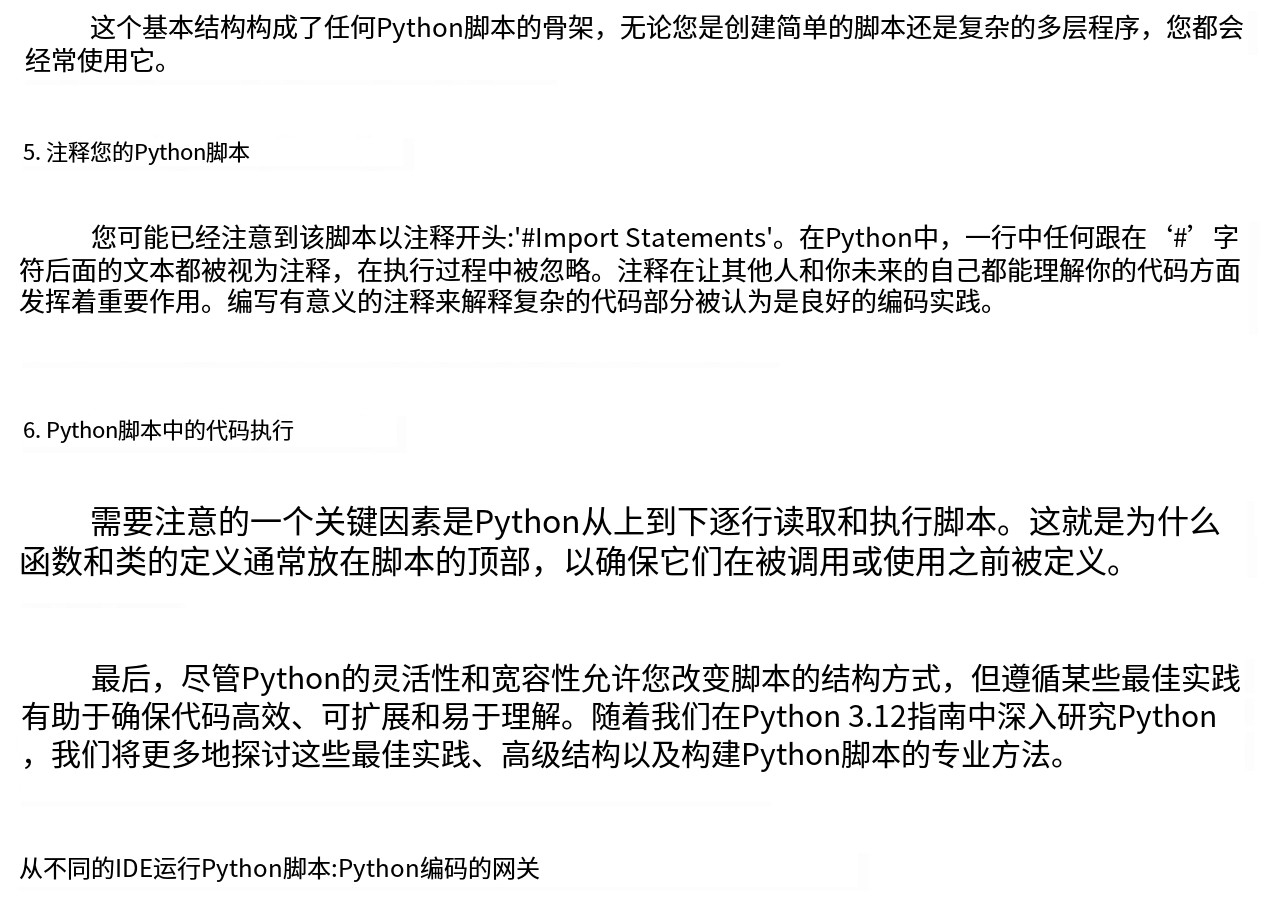 这个基本结构构成了任何Python脚本的骨架，无论您是创建简单的脚本还是复杂的多层程序，您都会
经常使用它。
5. 注释您的Python脚本
您可能已经注意到该脚本以注释开头:'#Import Statements'。在Python中，一行中任何跟在‘#’字
符后面的文本都被视为注释，在执行过程中被忽略。注释在让其他人和你未来的自己都能理解你的代码方面
发挥着重要作用。编写有意义的注释来解释复杂的代码部分被认为是良好的编码实践。
6. Python脚本中的代码执行
需要注意的一个关键因素是Python从上到下逐行读取和执行脚本。这就是为什么
函数和类的定义通常放在脚本的顶部，以确保它们在被调用或使用之前被定义。
最后，尽管Python的灵活性和宽容性允许您改变脚本的结构方式，但遵循某些最佳实践
有助于确保代码高效、可扩展和易于理解。随着我们在Python 3.12指南中深入研究Python
，我们将更多地探讨这些最佳实践、高级结构以及构建Python脚本的专业方法。
从不同的IDE运行Python脚本:Python编码的网关